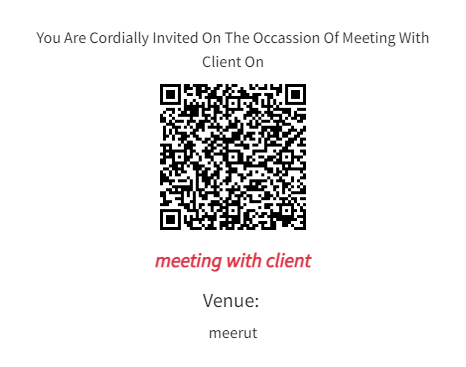 You Are Cordially Invited On The Occassion Of Meeting With
Client On
meeting with client
Venue:
meerut